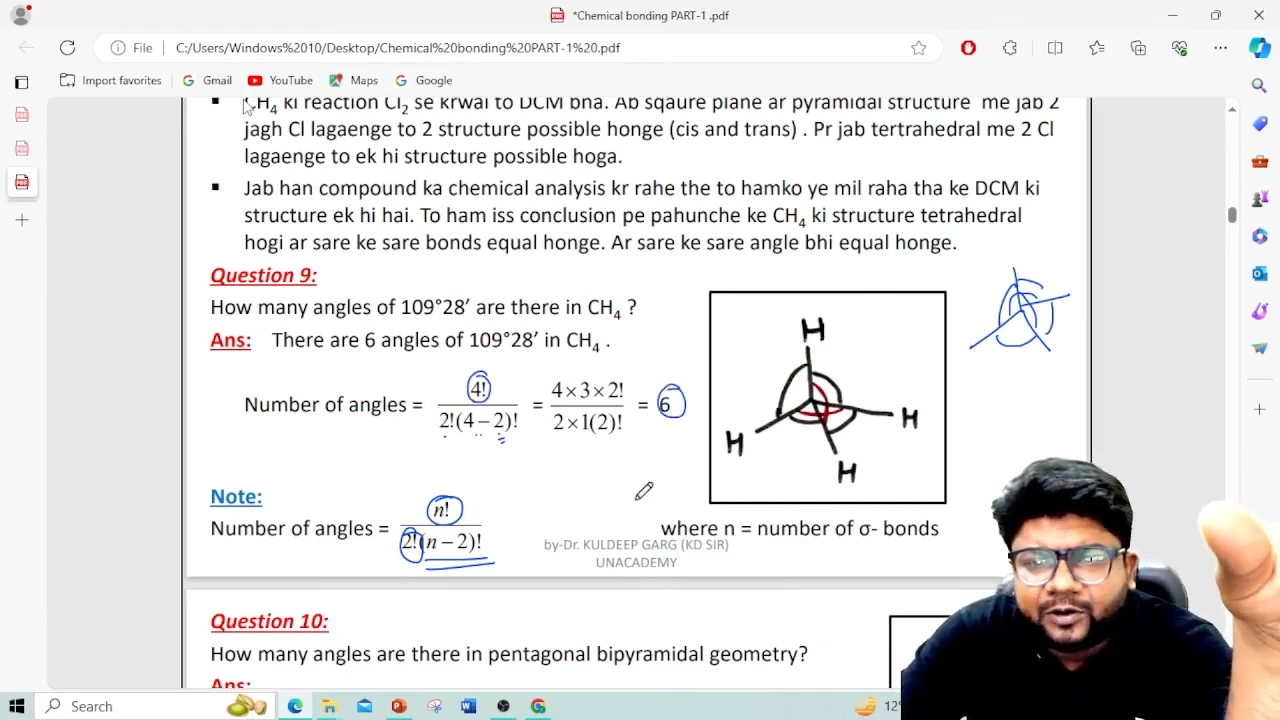 *Chemical bonding PART-1 .pdf
File C:/Users/Windows%2010/Desktop/Chemical%20bonding%20PART-1%20.pdf
Import favorites Gmail YouTube Maps Google
CH₄ ki reaction Cl₂ se krwai to DCM bna. Ab sqaure plane ar pyramidal structure me jab 2
jagh Cl lagaenge to 2 structure possible honge (cis and trans) . Pr jab tertrahedral me 2 Cl
lagaenge to ek hi structure possible hoga.
Jab han compound ka chemical analysis kr rahe the to hamko ye mil raha tha ke DCM ki
structure ek hi hai. To ham iss conclusion pe pahunche ke CH₄ ki structure tetrahedral
hogi ar sare ke sare bonds equal honge. Ar sare ke sare angle bhi equal honge.
Question 9:
How many angles of 109°28′ are there in CH₄ ?
Ans: There are 6 angles of 109°28′ in CH₄ .
Number of angles = 4! / 2!(4−2)! = 4×3×2! / 2×1(2)! = 6
H
H
H
H
Note:
Number of angles = n! / 2!(n−2)! where n = number of σ- bonds
by-Dr. KULDEEP GARG (KD SIR)
UNACADEMY
Question 10:
How many angles are there in pentagonal bipyramidal geometry?
Ans:
Search
12°